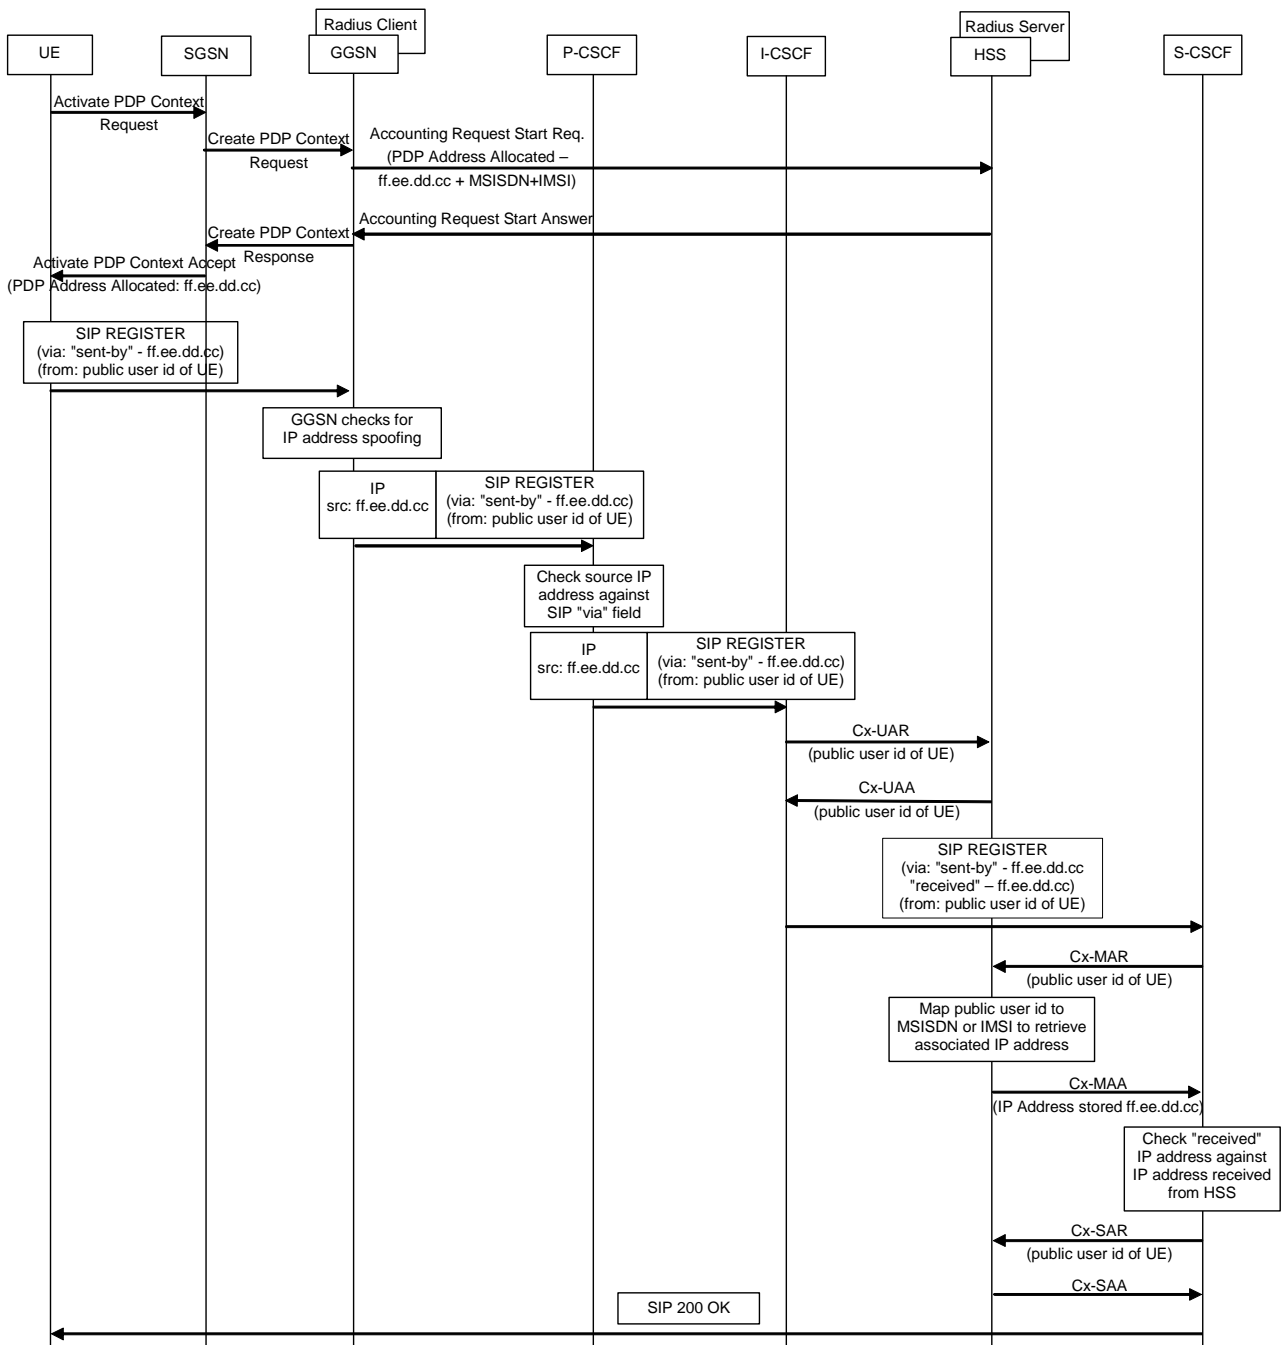 Radius Client
Radius Server
UE
SGSN
GGSN
P-CSCF
I-CSCF
HSS
S-CSCF
Activate PDP Context
Request
Create PDP Context
Request
Accounting Request Start Req.
(PDP Address Allocated –
ff.ee.dd.cc + MSISDN+IMSI)
Accounting Request Start Answer
Create PDP Context
Response
Activate PDP Context Accept
(PDP Address Allocated: ff.ee.dd.cc)
SIP REGISTER
(via: "sent-by" - ff.ee.dd.cc)
(from: public user id of UE)
GGSN checks for
IP address spoofing
IP
src: ff.ee.dd.cc
SIP REGISTER
(via: "sent-by" - ff.ee.dd.cc)
(from: public user id of UE)
Check source IP
address against
SIP "via" field
IP
src: ff.ee.dd.cc
SIP REGISTER
(via: "sent-by" - ff.ee.dd.cc)
(from: public user id of UE)
Cx-UAR
(public user id of UE)
Cx-UAA
(public user id of UE)
SIP REGISTER
(via: "sent-by" - ff.ee.dd.cc
"received" – ff.ee.dd.cc)
(from: public user id of UE)
Cx-MAR
(public user id of UE)
Map public user id to
MSISDN or IMSI to retrieve
associated IP address
Cx-MAA
(IP Address stored ff.ee.dd.cc)
Check "received"
IP address against
IP address received
from HSS
Cx-SAR
(public user id of UE)
Cx-SAA
SIP 200 OK